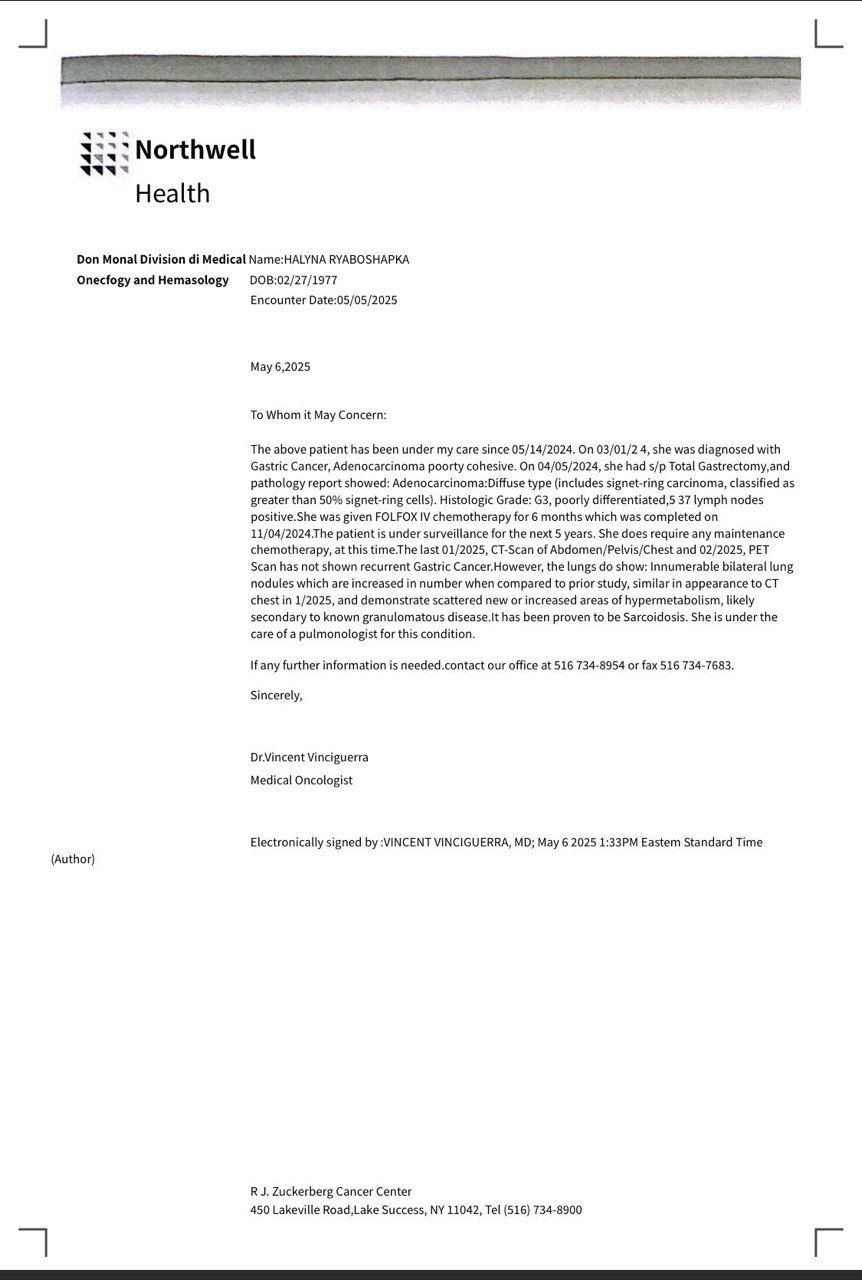 Northwell
Health
Don Monal Division di Medical Name:HALYNA RYABOSHAPKA
Onecfogy and Hemasology DOB:02/27/1977
Encounter Date:05/05/2025
May 6,2025
To Whom it May Concern:
The above patient has been under my care since 05/14/2024. On 03/01/2 4, she was diagnosed with
Gastric Cancer, Adenocarcinoma poorty cohesive. On 04/05/2024, she had s/p Total Gastrectomy,and
pathology report showed: Adenocarcinoma:Diffuse type (includes signet-ring carcinoma, classified as
greater than 50% signet-ring cells). Histologic Grade: G3, poorly differentiated,5 37 lymph nodes
positive.She was given FOLFOX IV chemotherapy for 6 months which was completed on
11/04/2024.The patient is under surveillance for the next 5 years. She does require any maintenance
chemotherapy, at this time.The last 01/2025, CT-Scan of Abdomen/Pelvis/Chest and 02/2025, PET
Scan has not shown recurrent Gastric Cancer.However, the lungs do show: Innumerable bilateral lung
nodules which are increased in number when compared to prior study, similar in appearance to CT
chest in 1/2025, and demonstrate scattered new or increased areas of hypermetabolism, likely
secondary to known granulomatous disease.It has been proven to be Sarcoidosis. She is under the
care of a pulmonologist for this condition.
If any further information is needed.contact our office at 516 734-8954 or fax 516 734-7683.
Sincerely,
Dr.Vincent Vinciguerra
Medical Oncologist
Electronically signed by :VINCENT VINCIGUERRA, MD; May 6 2025 1:33PM Eastem Standard Time
(Author)
R J. Zuckerberg Cancer Center
450 Lakeville Road,Lake Success, NY 11042, Tel (516) 734-8900